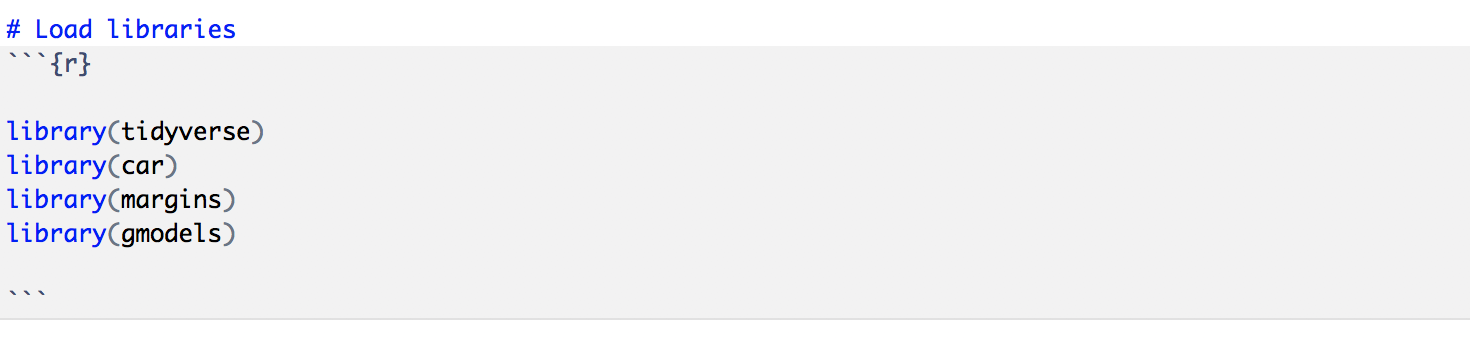 # Load libraries
```{r}
library(tidyverse)
library(car)
library(margins)
library(gmodels)
```